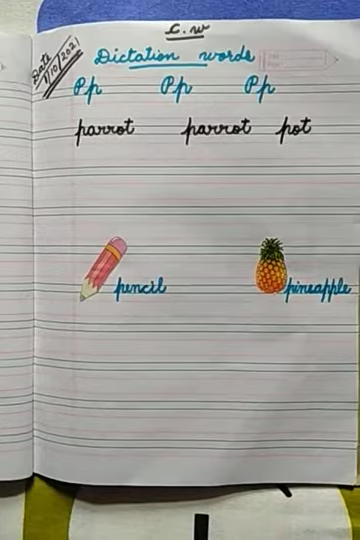 C.w
Date 1/10/2021
Dictation words
Pp Pp Pp
parrot parrot pot
pencil pineapple